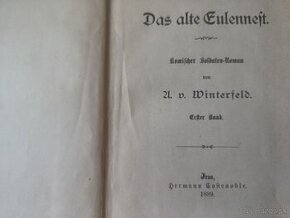 Das alte Eulennest.
Komischer Soldaten-Roman
von
A. v. Winterfeld.
Erster Band.
Jena,
Hermann Costenoble.
1889.